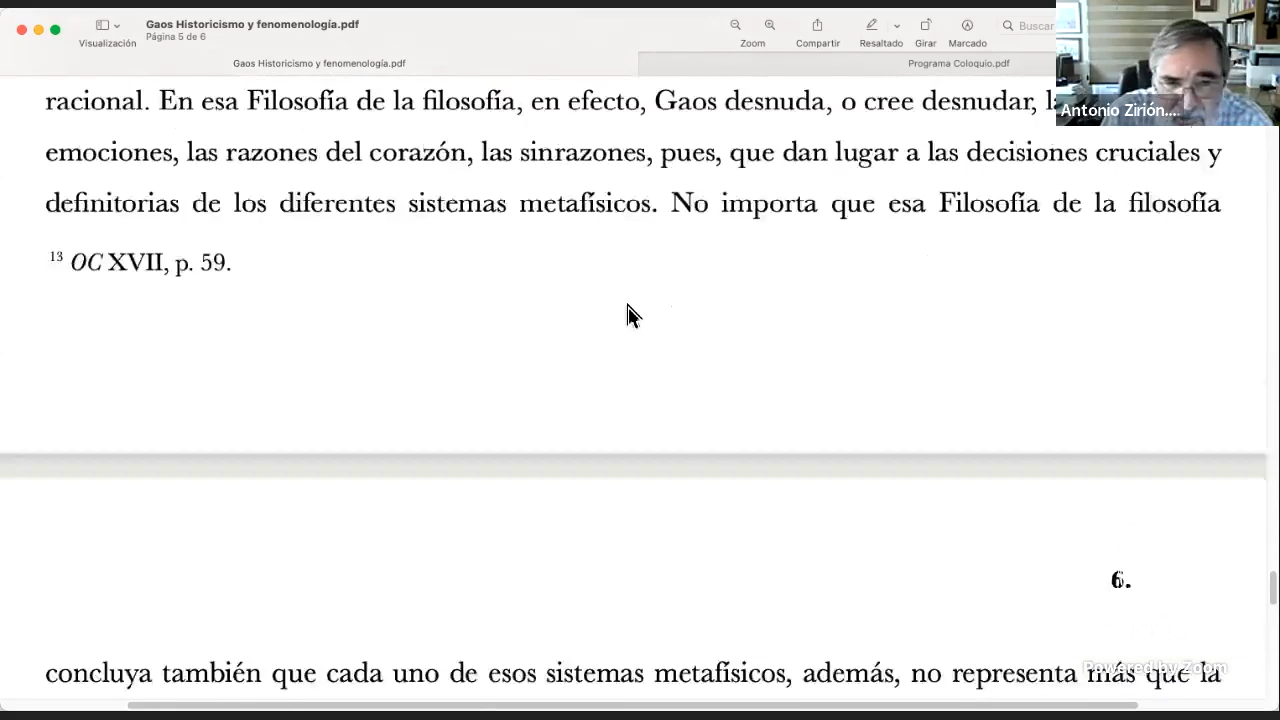 Gaos Historicismo y fenomenología.pdf
Página 5 de 6
Visualización
Zoom
Compartir
Resaltado
Girar
Marcado
Buscar
Gaos Historicismo y fenomenología.pdf
Programa Coloquio.pdf
Antonio Zirión....
racional. En esa Filosofía de la filosofía, en efecto, Gaos desnuda, o cree desnudar,
emociones, las razones del corazón, las sinrazones, pues, que dan lugar a las decisiones cruciales y
definitorias de los diferentes sistemas metafísicos. No importa que esa Filosofía de la filosofía
13 OC XVII, p. 59.
6.
concluya también que cada uno de esos sistemas metafísicos, además, no representa más que la
Powered by Zoom